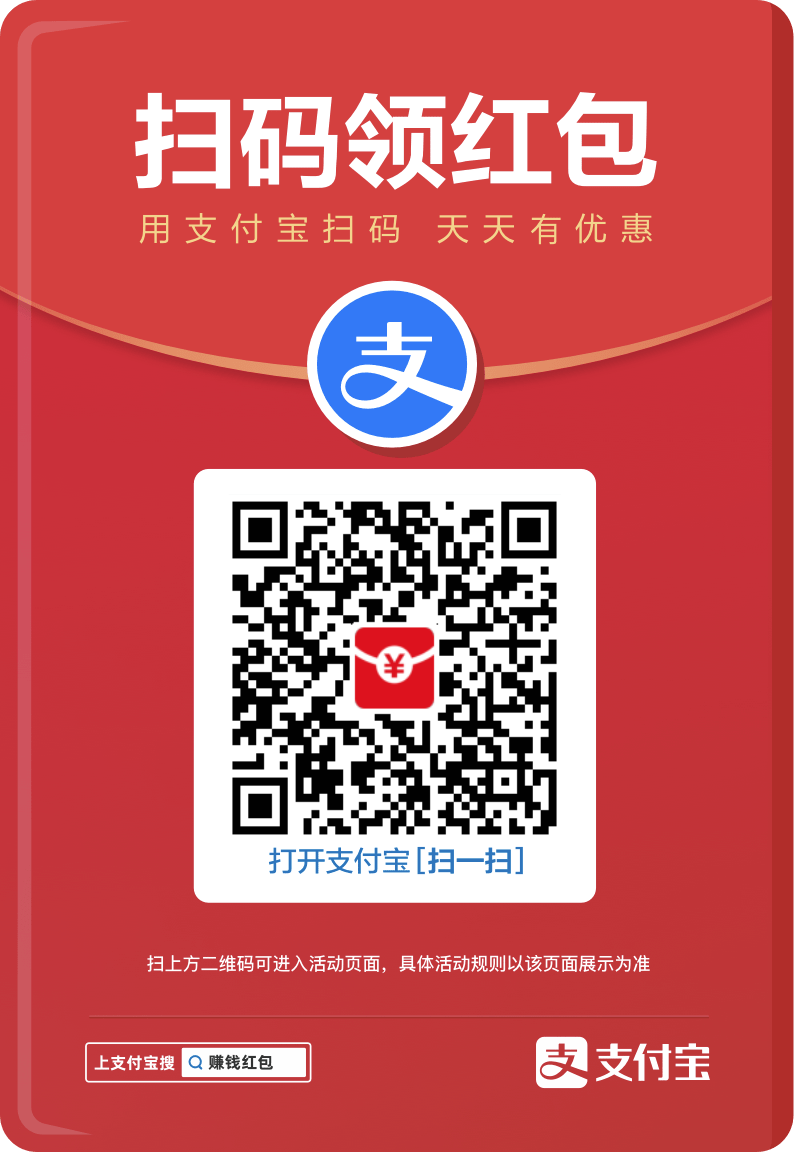 扫码领红包
用支付宝扫码 天天有优惠
支
¥
打开支付宝[扫一扫]
扫上方二维码可进入活动页面，具体活动规则以该页面展示为准
上支付宝搜 赚钱红包
支 支付宝